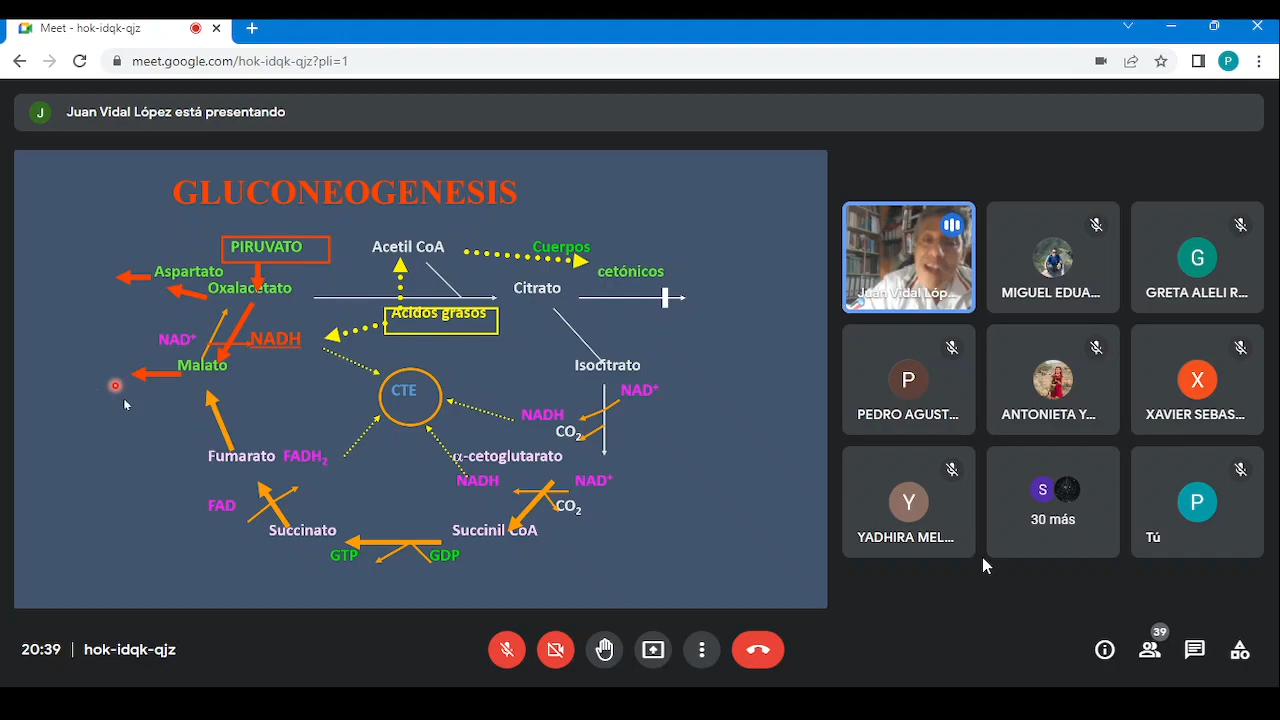 Meet - hok-idqk-qjz
meet.google.com/hok-idqk-qjz?pli=1
P
J
Juan Vidal López está presentando
GLUCONEOGENESIS
PIRUVATO
Acetil CoA
Cuerpos
cetónicos
Aspartato
Oxalacetato
Citrato
Acidos grasos
NAD+
NADH
Malato
Isocitrato
CTE
NAD+
NADH
CO2
Fumarato FADH2
α-cetoglutarato
NADH
NAD+
FAD
CO2
Succinato
Succinil CoA
GTP
GDP
Juan Vidal Lóp...
MIGUEL EDUA...
G
GRETA ALELI R...
P
PEDRO AGUST...
ANTONIETA Y...
X
XAVIER SEBAS...
Y
YADHIRA MEL...
S
30 más
P
Tú
20:39 | hok-idqk-qjz
39